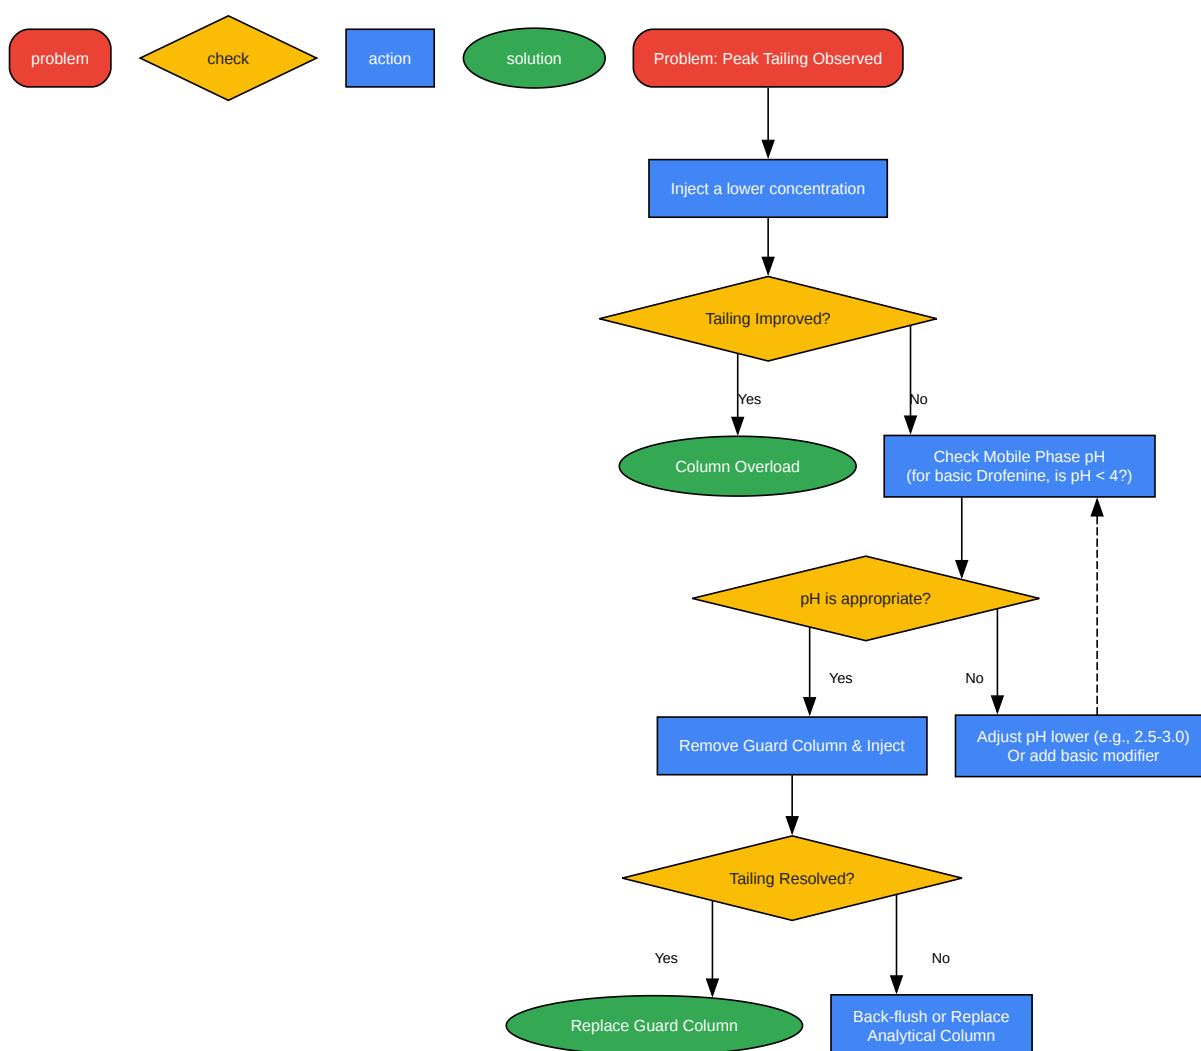 problem
check
action
solution
Problem: Peak Tailing Observed
Inject a lower concentration
Tailing Improved?
Yes
No
Column Overload
Check Mobile Phase pH
(for basic Drofenine, is pH < 4?)
pH is appropriate?
Yes
No
Remove Guard Column & Inject
Adjust pH lower (e.g., 2.5-3.0)
Or add basic modifier
Tailing Resolved?
Yes
No
Replace Guard Column
Back-flush or Replace
Analytical Column